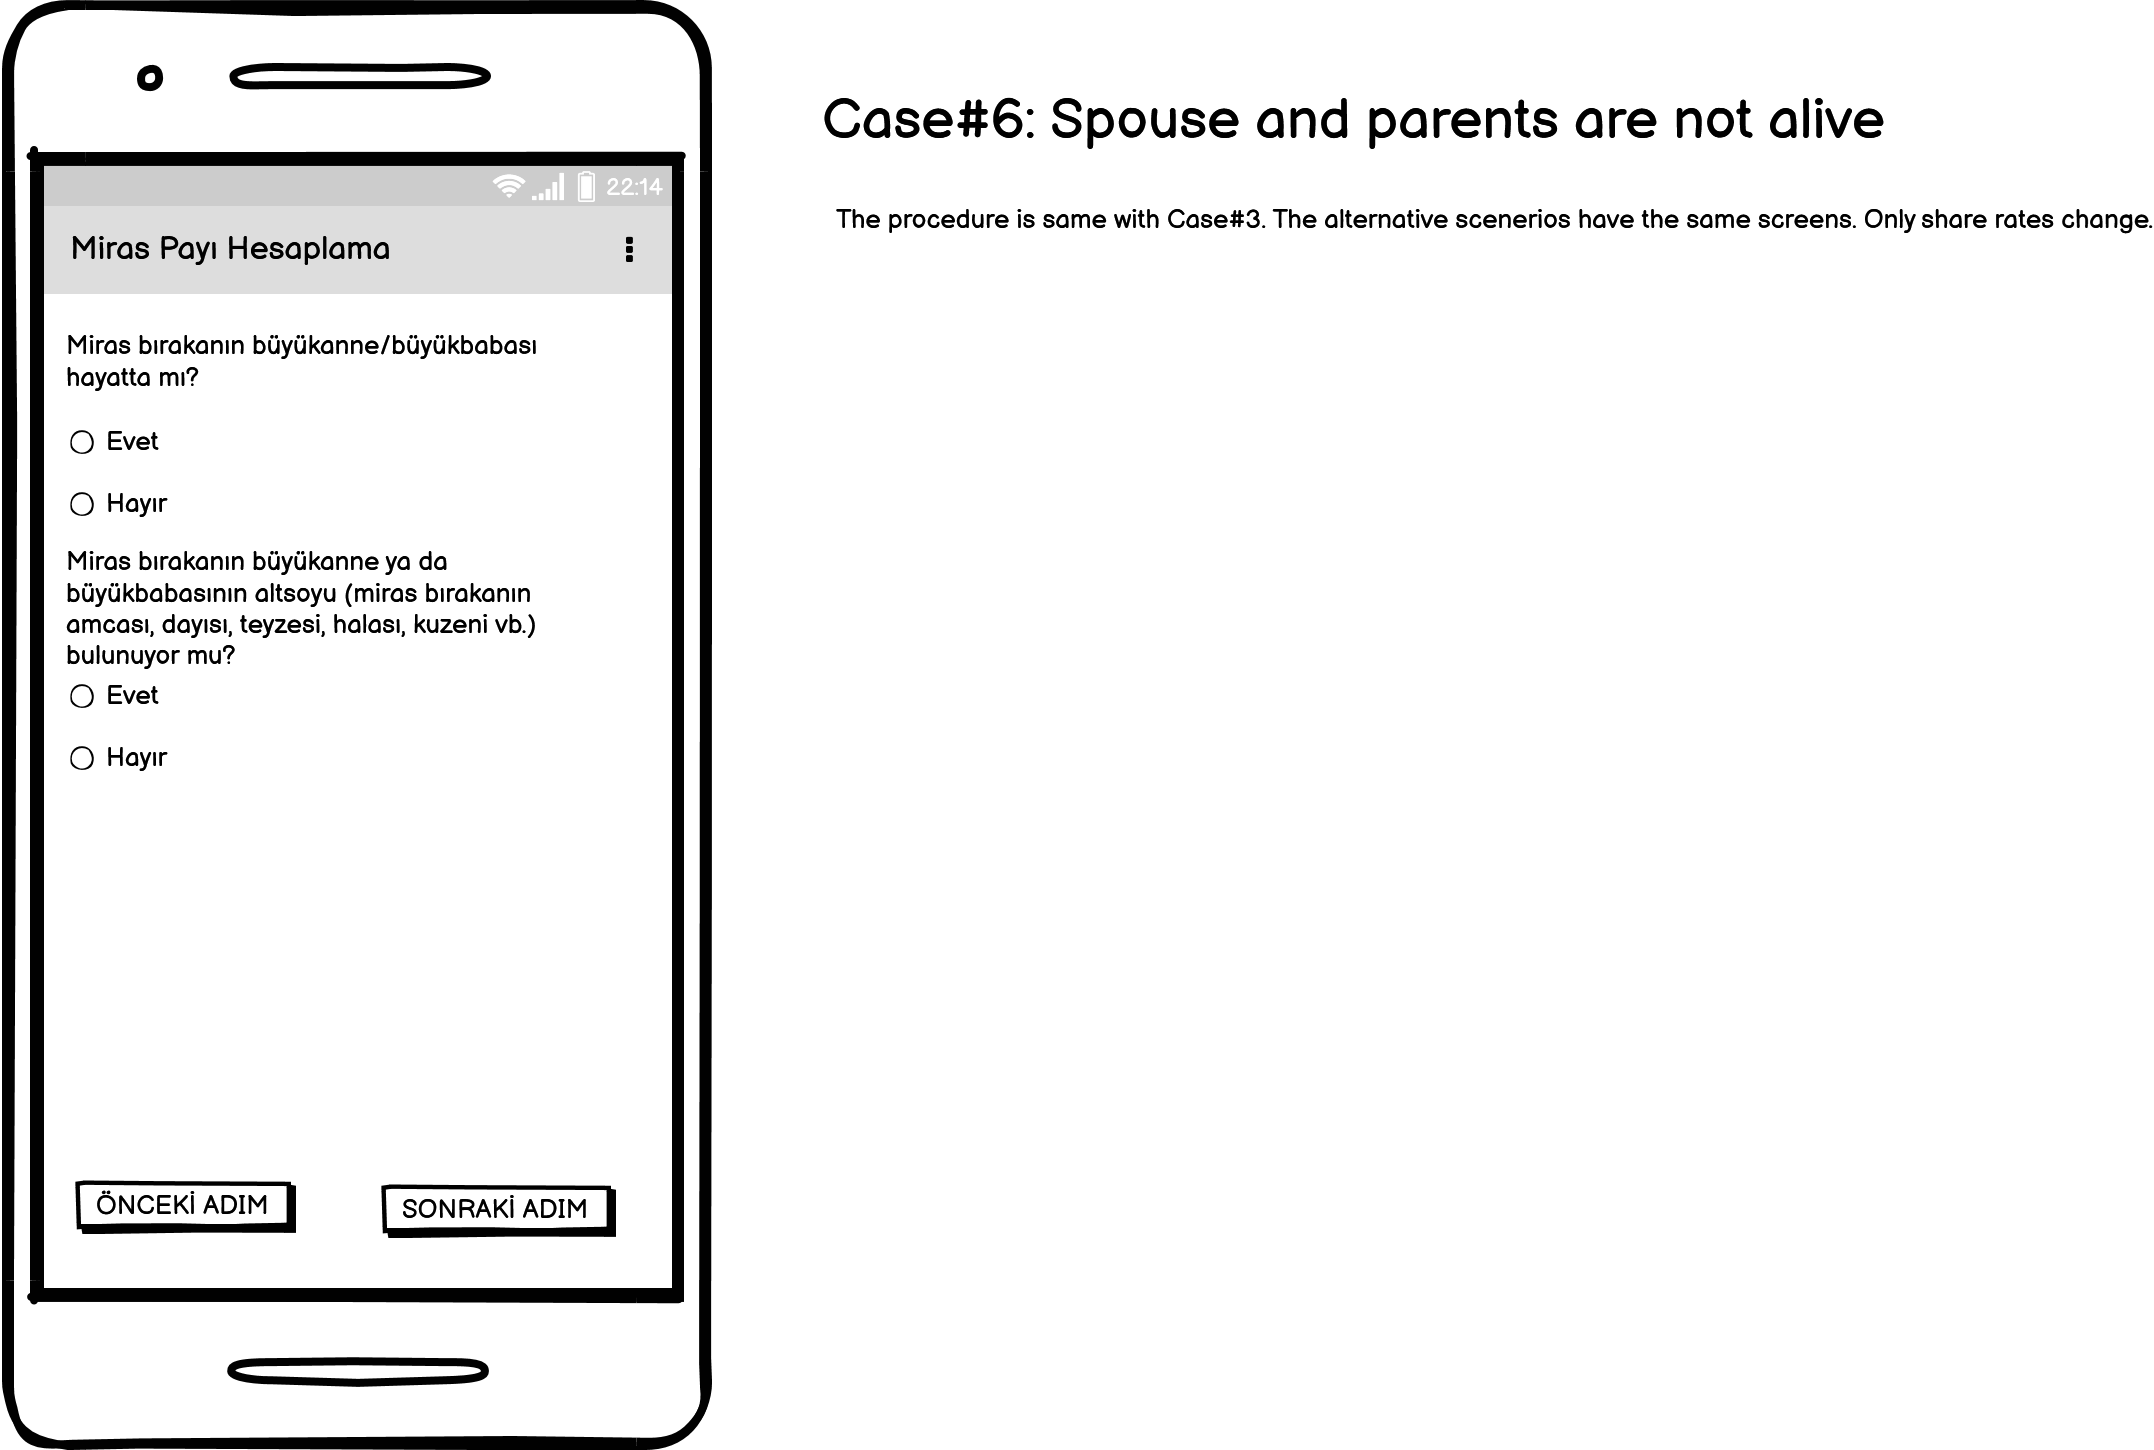 22:14
Miras Payı Hesaplama
Miras bırakanın büyükanne/büyükbabası
hayatta mı?
Evet
Hayır
Miras bırakanın büyükanne ya da
büyükbabasının altsoyu (miras bırakanın
amcası, dayısı, teyzesi, halası, kuzeni vb.)
bulunuyor mu?
Evet
Hayır
ÖNCEKİ ADIM
SONRAKİ ADIM
Case#6: Spouse and parents are not alive
The procedure is same with Case#3. The alternative scenerios have the same screens. Only share rates change.